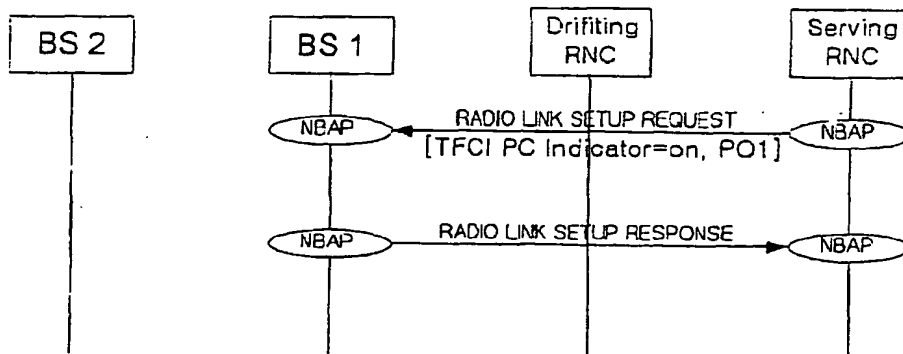 BS 2
BS 1
Drifiting
RNC
Serving
RNC
NBAP
RADIO LINK SETUP REQUEST
NBAP
[TFCI PC Indicator=on, PO1]
NBAP
RADIO LINK SETUP RESPONSE
NBAP